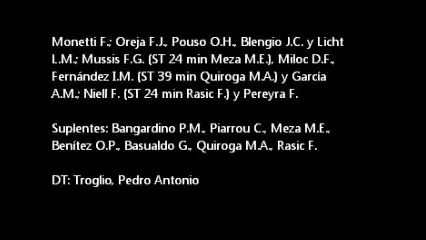 Monetti F.; Oreja F.J., Pouso O.H., Blengio J.C. y Licht
L.M.; Mussis F.G. (ST 24 min Meza M.E.), Miloc D.F.,
Fernández I.M. (ST 39 min Quiroga M.A.) y García
A.M.; Niell F. (ST 24 min Rasic F.) y Pereyra F.
Suplentes: Bangardino P.M., Piarrou C., Meza M.E.,
Benítez O.P., Basualdo G., Quiroga M.A., Rasic F.
DT: Troglio, Pedro Antonio